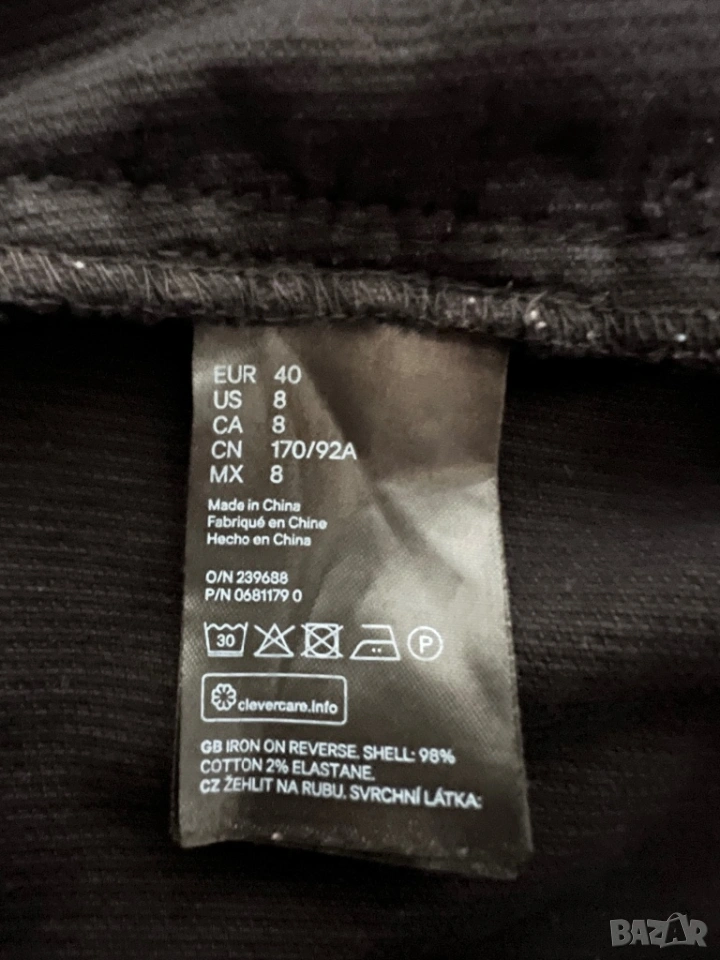 EUR 40
US 8
CA 8
CN 170/92A
MX 8
Made in China
Fabriqué en Chine
Hecho en China
O/N 239688
P/N 0681179 0
30 P
clevercare.info
GB IRON ON REVERSE. SHELL: 98%
COTTON 2% ELASTANE.
CZ ŽEHLIT NA RUBU. SVRCHNÍ LÁTKA:
BAZAR